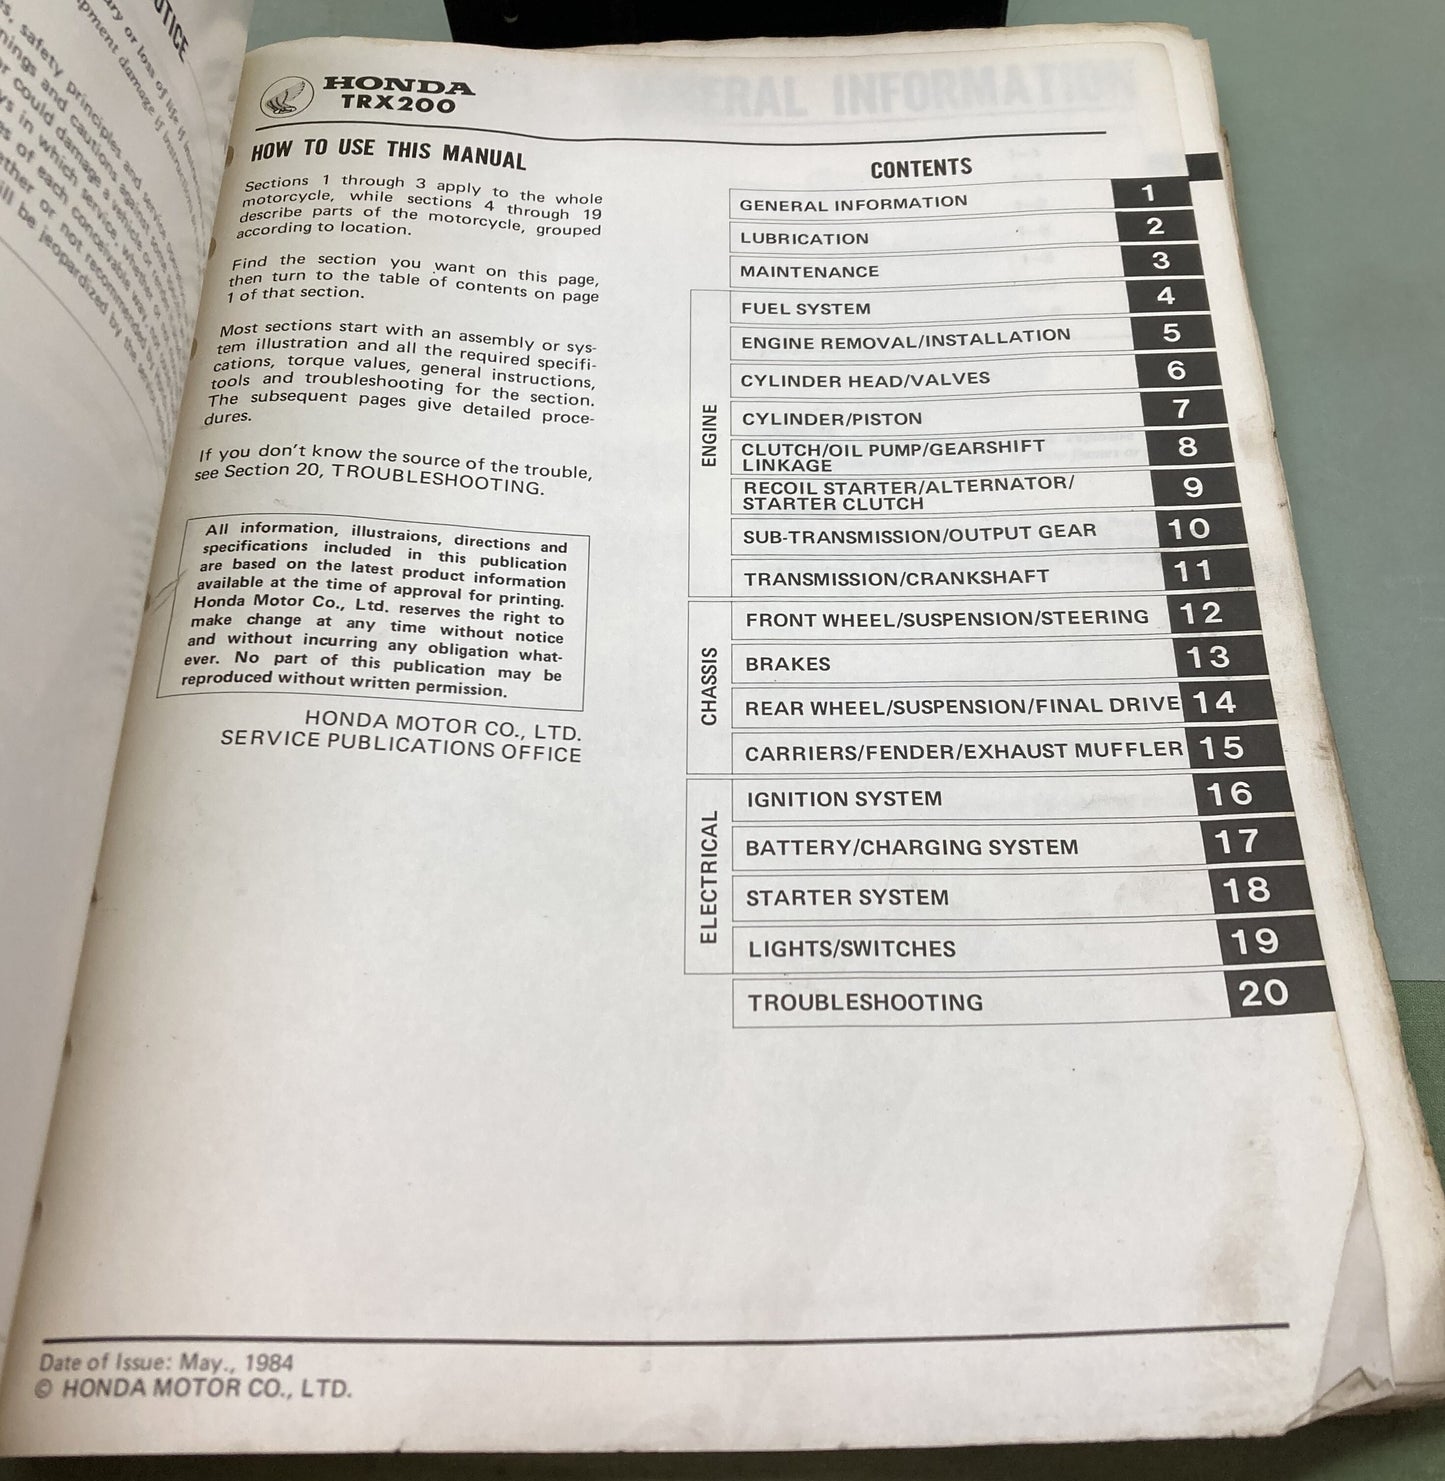 OTICE
HONDA
TRX200
HOW TO USE THIS MANUAL
Sections 1 through 3 apply to the whole
motorcycle, while sections 4 through 19
describe parts of the motorcycle, grouped
according to location.
Find the section you want on this page,
then turn to the table of contents on page
1 of that section.
Most sections start with an assembly or sys-
tem illustration and all the required specifi-
cations, torque values, general instructions,
tools and troubleshooting for the section.
The subsequent pages give detailed proce-
dures.
If you don't know the source of the trouble,
see Section 20, TROUBLESHOOTING.
All information, illustraions, directions and
specifications included in this publication
are based on the latest product information
available at the time of approval for printing.
Honda Motor Co., Ltd. reserves the right to
make change at any time without notice
and without incurring any obligation what-
ever. No part of this publication may be
reproduced without written permission.
HONDA MOTOR CO., LTD.
SERVICE PUBLICATIONS OFFICE
CONTENTS
GENERAL INFORMATION 1
LUBRICATION 2
MAINTENANCE 3
ENGINE
FUEL SYSTEM 4
ENGINE REMOVAL/INSTALLATION 5
CYLINDER HEAD/VALVES 6
CYLINDER/PISTON 7
CLUTCH/OIL PUMP/GEARSHIFT
LINKAGE 8
RECOIL STARTER/ALTERNATOR/
STARTER CLUTCH 9
SUB-TRANSMISSION/OUTPUT GEAR 10
TRANSMISSION/CRANKSHAFT 11
CHASSIS
FRONT WHEEL/SUSPENSION/STEERING 12
BRAKES 13
REAR WHEEL/SUSPENSION/FINAL DRIVE 14
CARRIERS/FENDER/EXHAUST MUFFLER 15
ELECTRICAL
IGNITION SYSTEM 16
BATTERY/CHARGING SYSTEM 17
STARTER SYSTEM 18
LIGHTS/SWITCHES 19
TROUBLESHOOTING 20
Date of Issue: May., 1984
© HONDA MOTOR CO., LTD.